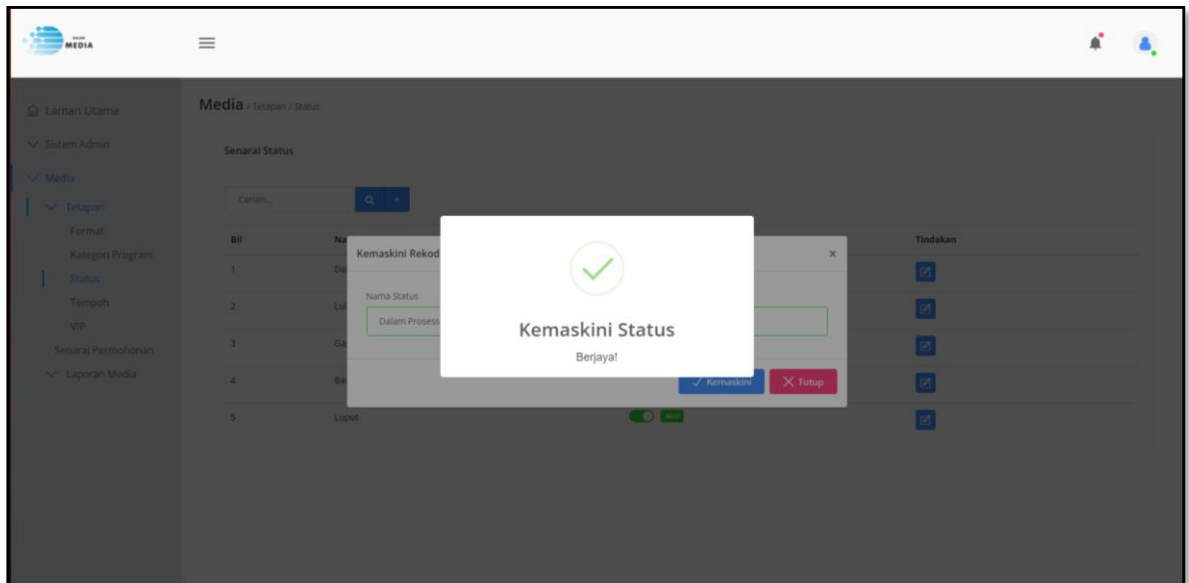 MEDIA
Laman Utama
Sistem Admin
Media
Tetapan
Format
Kategori Program
Status
Tempoh
VIP
Senarai Permohonan
Laporan Media
Media / Tetapan / Status
Senarai Status
Carian...
Bil
Tindakan
1
2
3
4
5 Luput Aktif
Kemaskini Rekod ×
Nama Status
Dalam Prosess
Kemaskini Tutup
Kemaskini Status
Berjaya!